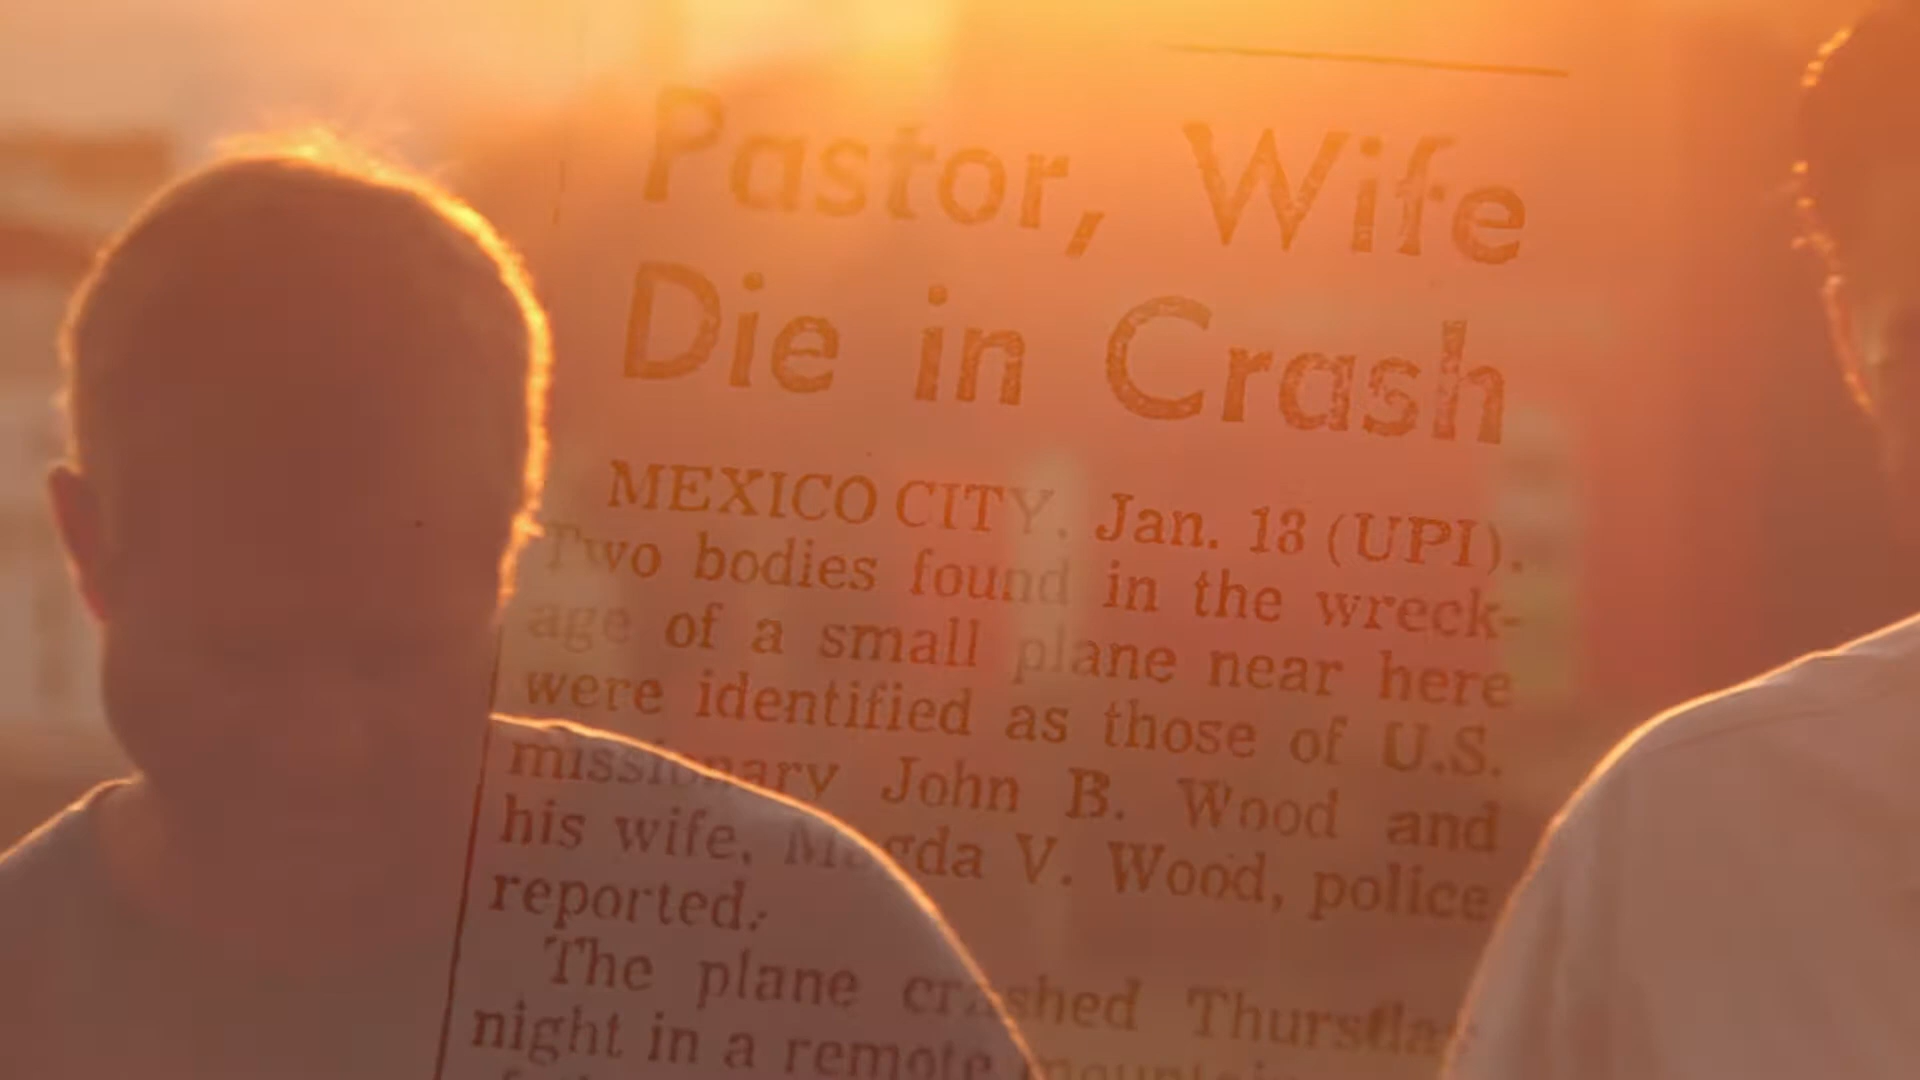 Pastor, Wife
Die in Crash
MEXICO CITY. Jan. 13 (UPI).
Two bodies found in the wreck-
age of a small plane near here
were identified as those of U.S.
missionary John B. Wood and
his wife, Magda V. Wood, police
reported.
The plane crashed Thursday
night in a remote mountain